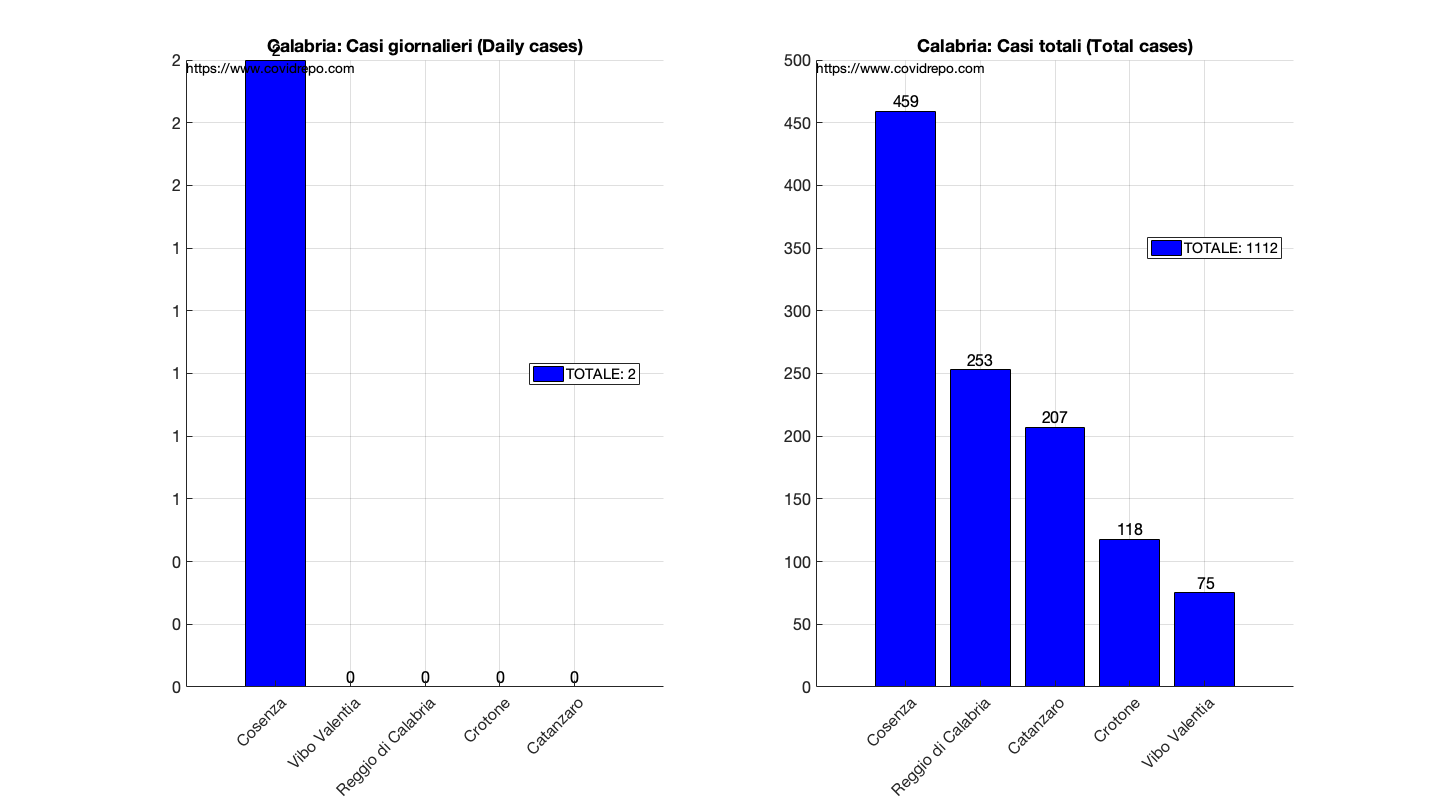 Calabria: Casi giornalieri (Daily cases)
2
https://www.covidrepo.com
2
2
2
1
1
1
1
1
0
0
0
TOTALE: 2
0
0
0
0
Cosenza
Vibo Valentia
Reggio di Calabria
Crotone
Catanzaro
Calabria: Casi totali (Total cases)
https://www.covidrepo.com
500
450
400
350
300
250
200
150
100
50
0
459
253
207
118
75
TOTALE: 1112
Cosenza
Reggio di Calabria
Catanzaro
Crotone
Vibo Valentia